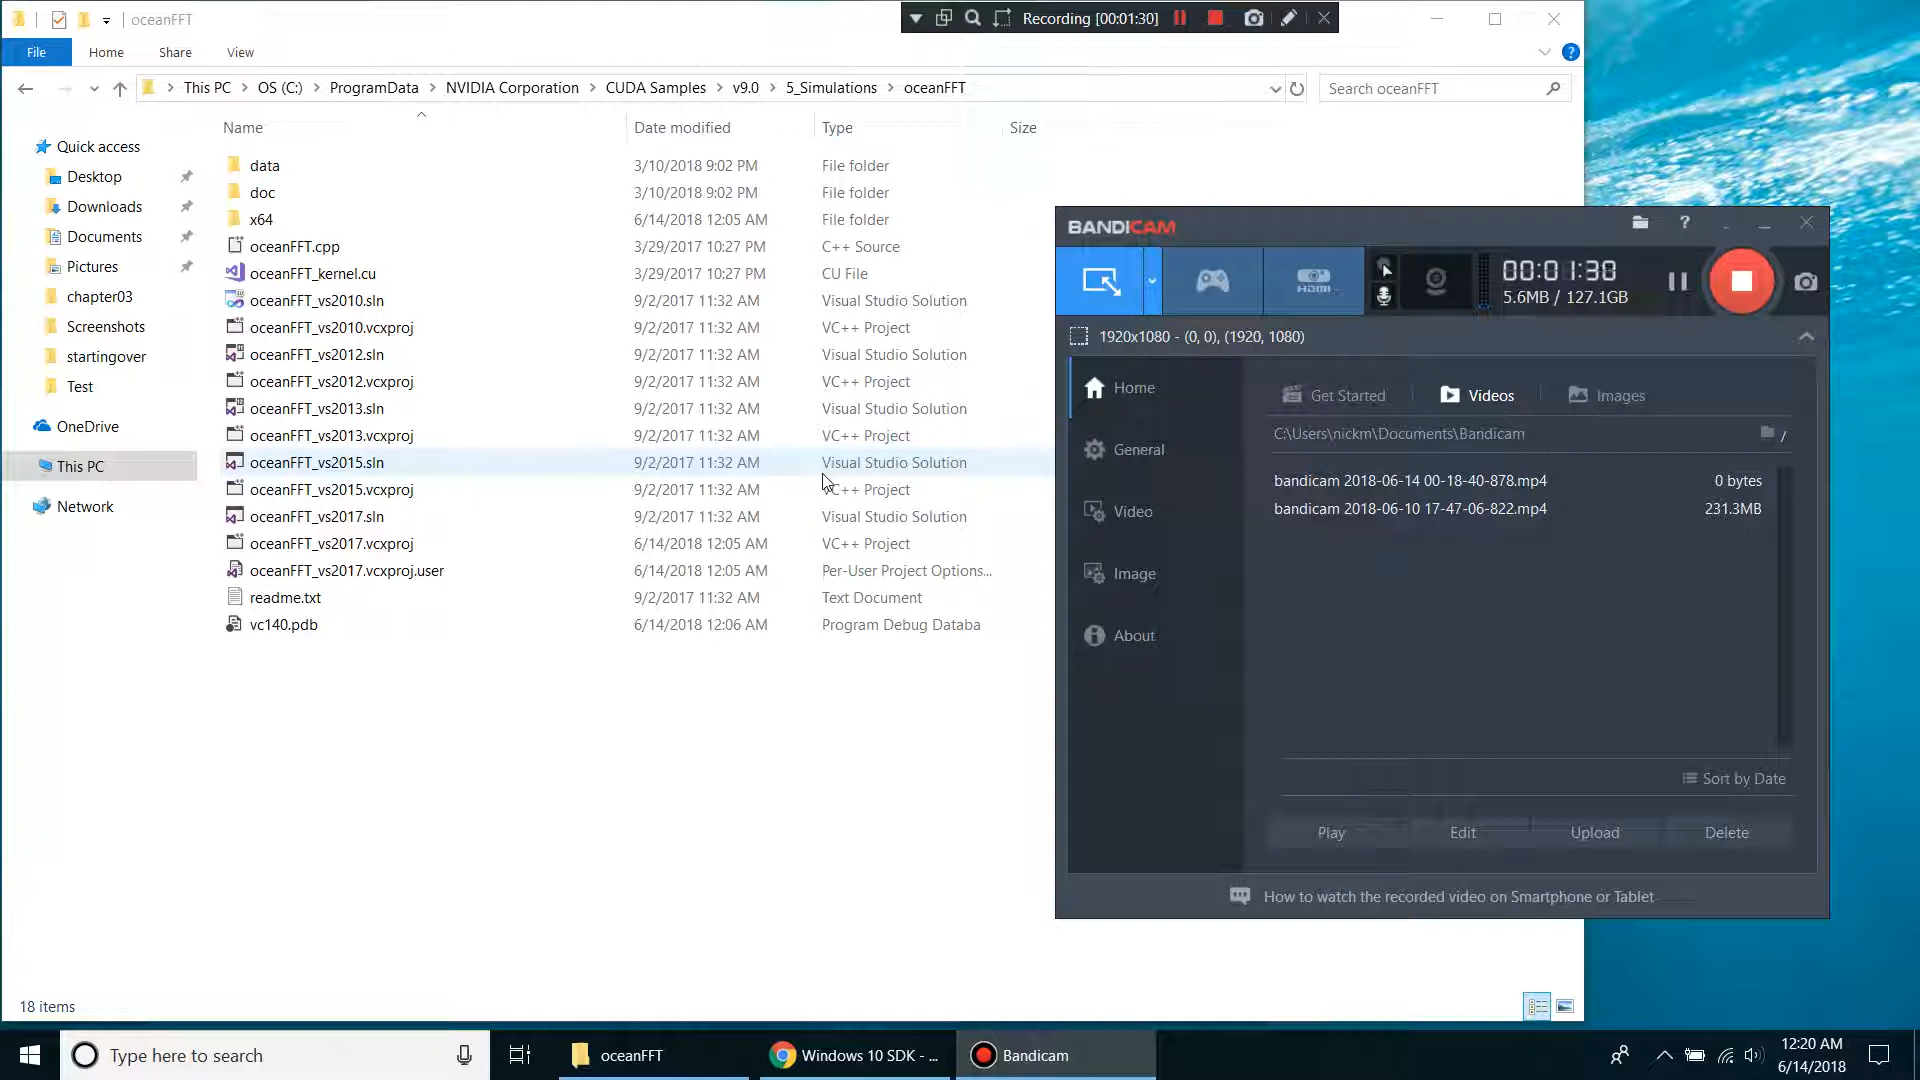 oceanFFT
Recording [00:01:30]
File
Home
Share
View
This PC
OS (C:)
ProgramData
NVIDIA Corporation
CUDA Samples
v9.0
5_Simulations
oceanFFT
Search oceanFFT
Name
Date modified
Type
Size
Quick access
Desktop
Downloads
Documents
Pictures
chapter03
Screenshots
startingover
Test
OneDrive
This PC
Network
data 3/10/2018 9:02 PM File folder
doc 3/10/2018 9:02 PM File folder
x64 6/14/2018 12:05 AM File folder
oceanFFT.cpp 3/29/2017 10:27 PM C++ Source
oceanFFT_kernel.cu 3/29/2017 10:27 PM CU File
oceanFFT_vs2010.sln 9/2/2017 11:32 AM Visual Studio Solution
oceanFFT_vs2010.vcxproj 9/2/2017 11:32 AM VC++ Project
oceanFFT_vs2012.sln 9/2/2017 11:32 AM Visual Studio Solution
oceanFFT_vs2012.vcxproj 9/2/2017 11:32 AM VC++ Project
oceanFFT_vs2013.sln 9/2/2017 11:32 AM Visual Studio Solution
oceanFFT_vs2013.vcxproj 9/2/2017 11:32 AM VC++ Project
oceanFFT_vs2015.sln 9/2/2017 11:32 AM Visual Studio Solution
oceanFFT_vs2015.vcxproj 9/2/2017 11:32 AM VC++ Project
oceanFFT_vs2017.sln 9/2/2017 11:32 AM Visual Studio Solution
oceanFFT_vs2017.vcxproj 6/14/2018 12:05 AM VC++ Project
oceanFFT_vs2017.vcxproj.user 6/14/2018 12:05 AM Per-User Project Options...
readme.txt 9/2/2017 11:32 AM Text Document
vc140.pdb 6/14/2018 12:06 AM Program Debug Databa
18 items
BANDICAM
?
HDMI
00:01:30
5.6MB / 127.1GB
1920x1080 - (0, 0), (1920, 1080)
Home
General
Video
Image
About
Get Started
Videos
Images
C:\Users\nickm\Documents\Bandicam
/
bandicam 2018-06-14 00-18-40-878.mp4 0 bytes
bandicam 2018-06-10 17-47-06-822.mp4 231.3MB
Sort by Date
Play
Edit
Upload
Delete
How to watch the recorded video on Smartphone or Tablet
Type here to search
oceanFFT
Windows 10 SDK - ...
Bandicam
12:20 AM
6/14/2018